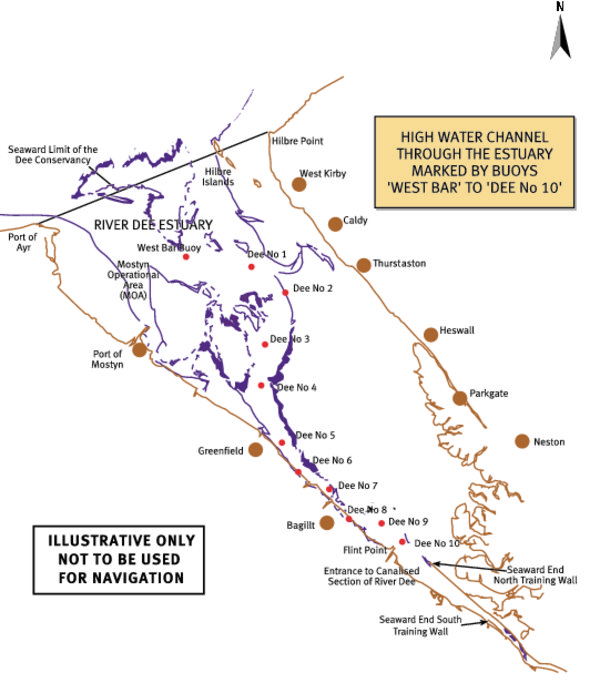 N
HIGH WATER CHANNEL
THROUGH THE ESTUARY
MARKED BY BUOYS
'WEST BAR' TO 'DEE No 10'
Hilbre Point
Seaward Limit of the
Dee Conservancy
Hilbre
Islands
West Kirby
Caldy
RIVER DEE ESTUARY
Port of
Ayr
West Bar Buoy
Dee No 1
Thurstaston
Mostyn
Operational
Area
(MOA)
Dee No 2
Heswall
Dee No 3
Port of
Mostyn
Dee No 4
Parkgate
Dee No 5
Neston
Greenfield
Dee No 6
Dee No 7
Dee No 8
Bagillt
Dee No 9
Dee No 10
Flint Point
Entrance to Canalised
Section of River Dee
Seaward End
North Training Wall
Seaward End South
Training Wall
ILLUSTRATIVE ONLY
NOT TO BE USED
FOR NAVIGATION